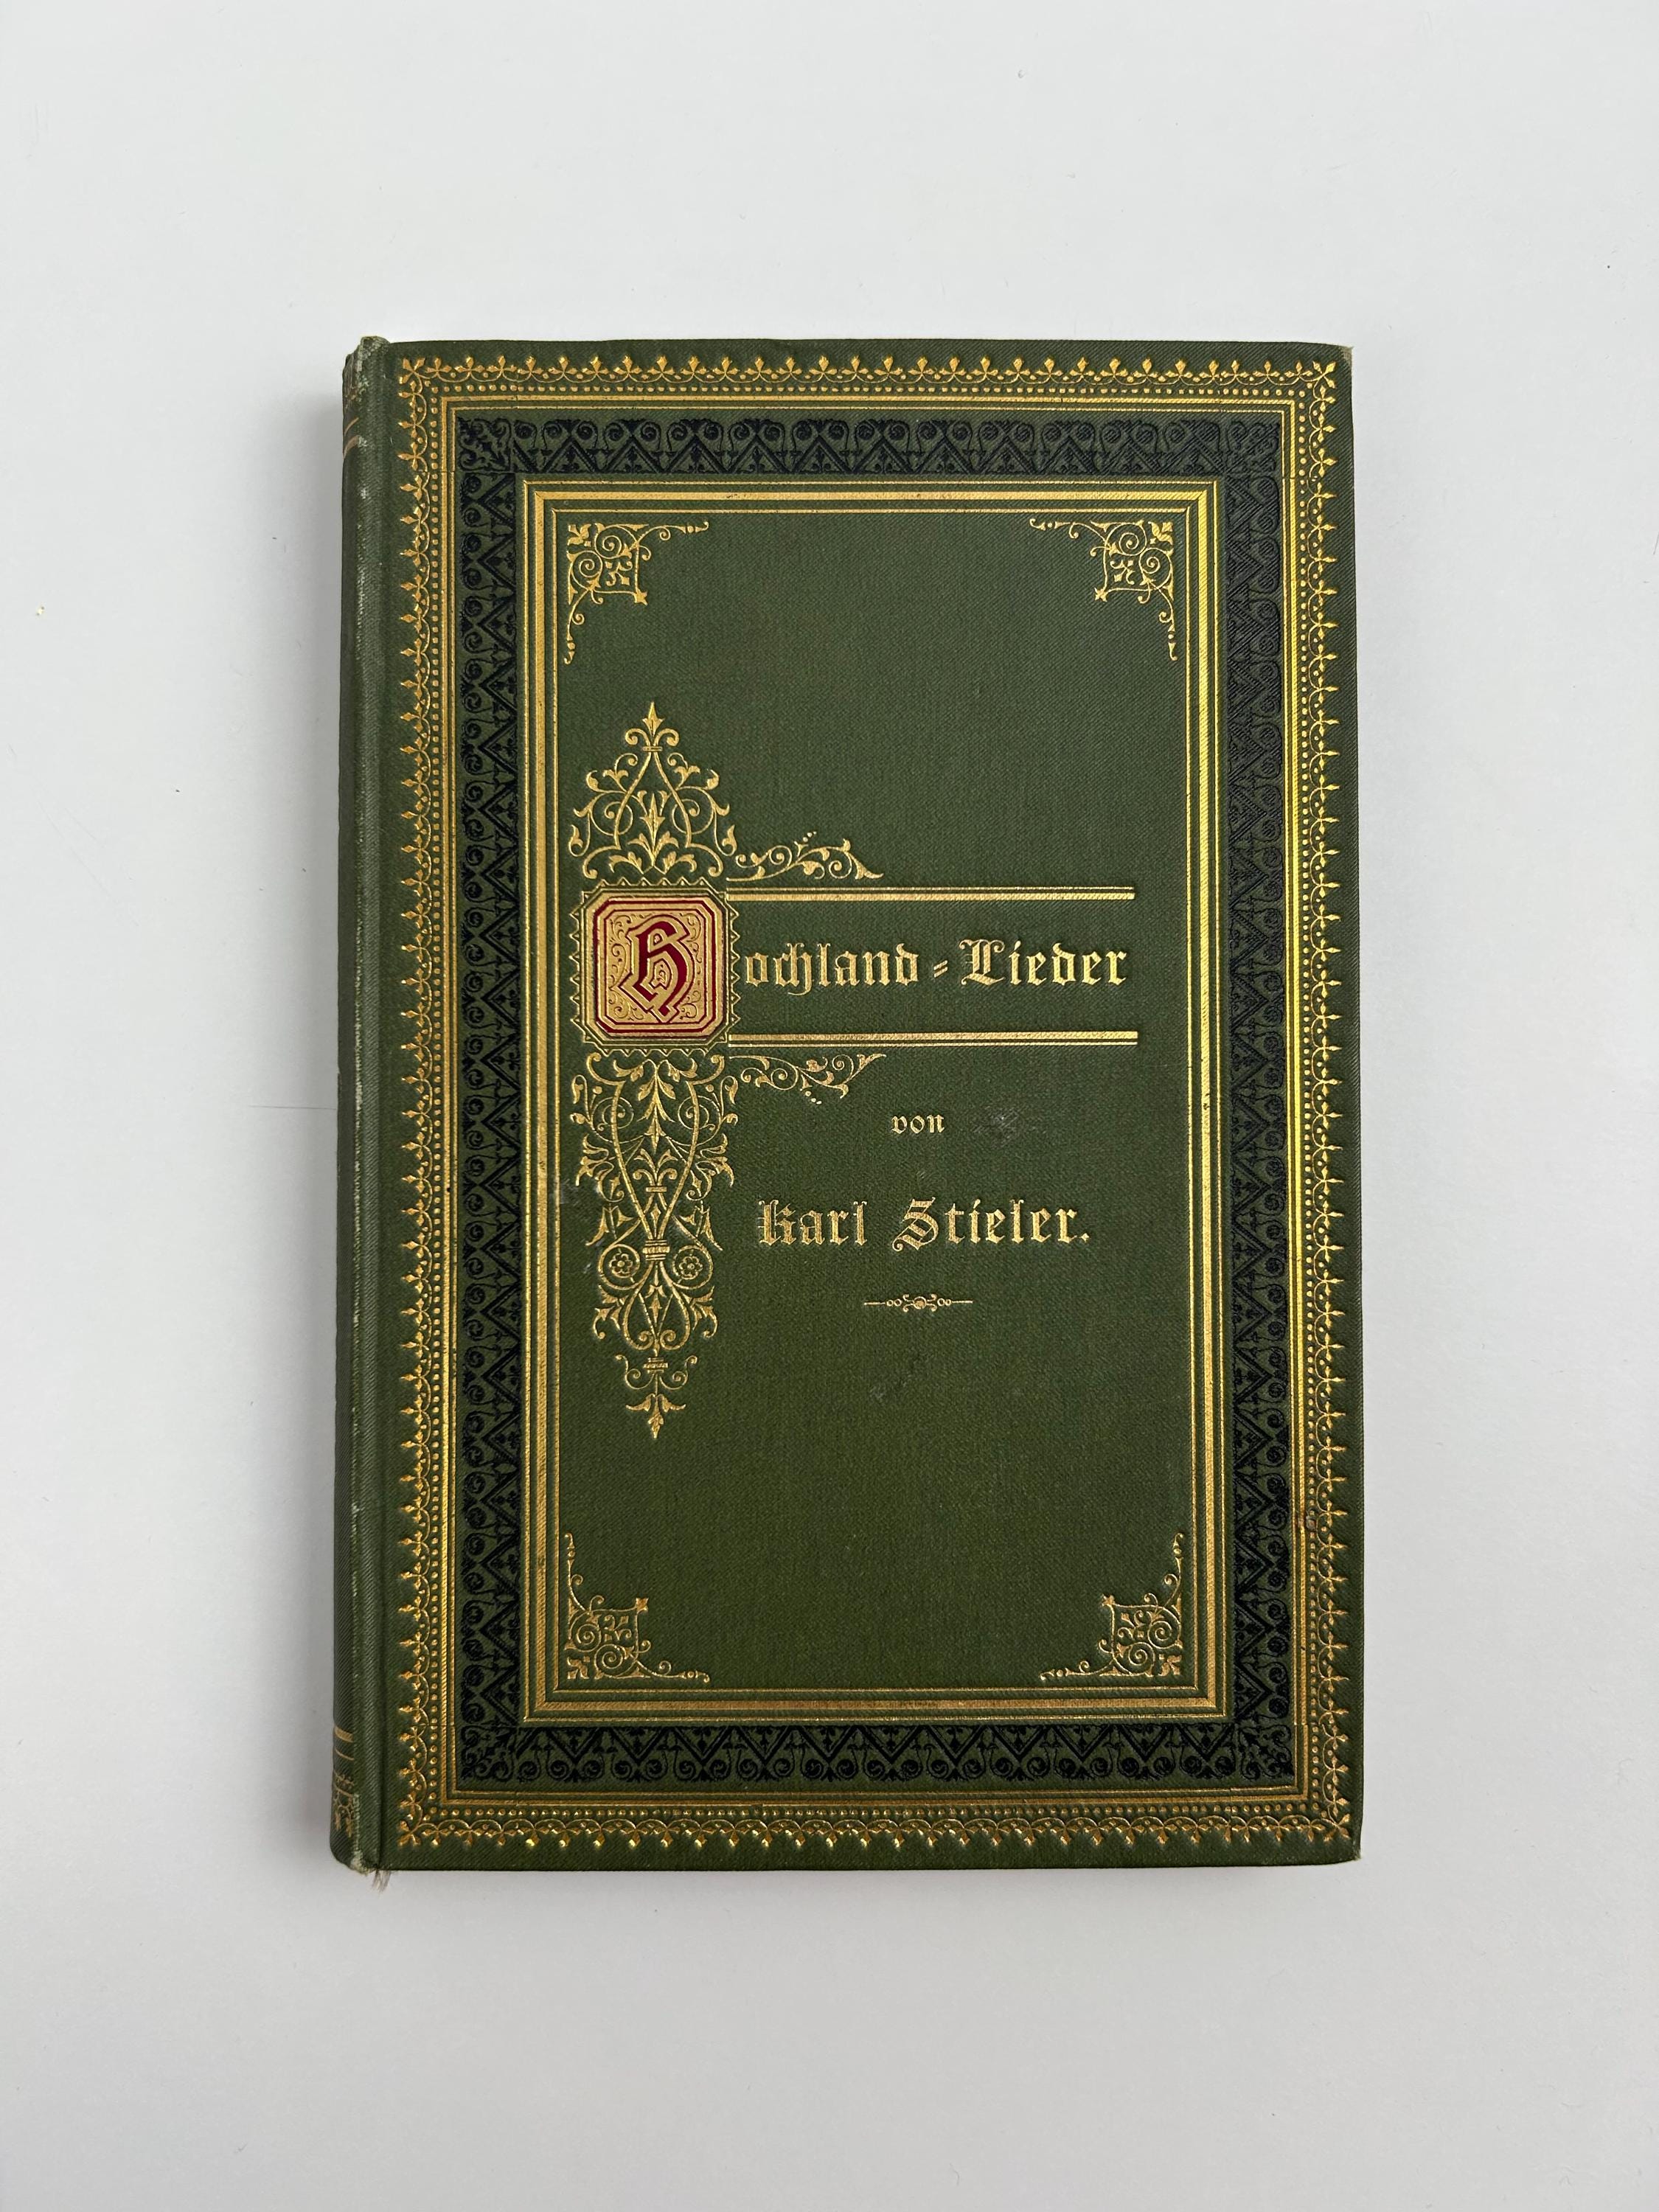 Hochland-Lieder
von
Karl Stieler.